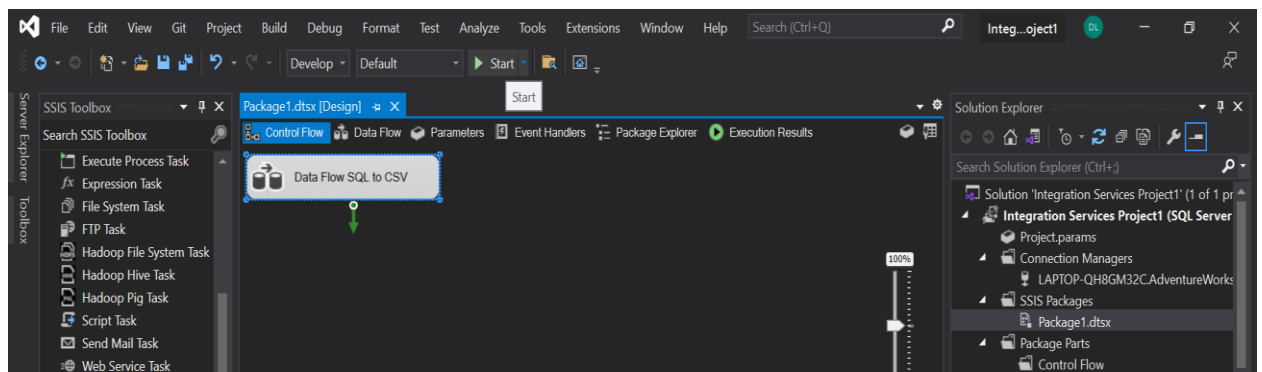 File Edit View Git Project Build Debug Format Test Analyze Tools Extensions Window Help Search (Ctrl+Q) Integ...oject1 DL
Develop Default Start
Start
Server Explorer
Toolbox
SSIS Toolbox
Search SSIS Toolbox
Execute Process Task
Expression Task
File System Task
FTP Task
Hadoop File System Task
Hadoop Hive Task
Hadoop Pig Task
Script Task
Send Mail Task
Web Service Task
Package1.dtsx [Design]
Control Flow Data Flow Parameters Event Handlers Package Explorer Execution Results
Data Flow SQL to CSV
100%
Solution Explorer
Search Solution Explorer (Ctrl+;)
Solution 'Integration Services Project1' (1 of 1 pr
Integration Services Project1 (SQL Server
Project.params
Connection Managers
LAPTOP-QH8GM32C.AdventureWorks
SSIS Packages
Package1.dtsx
Package Parts
Control Flow